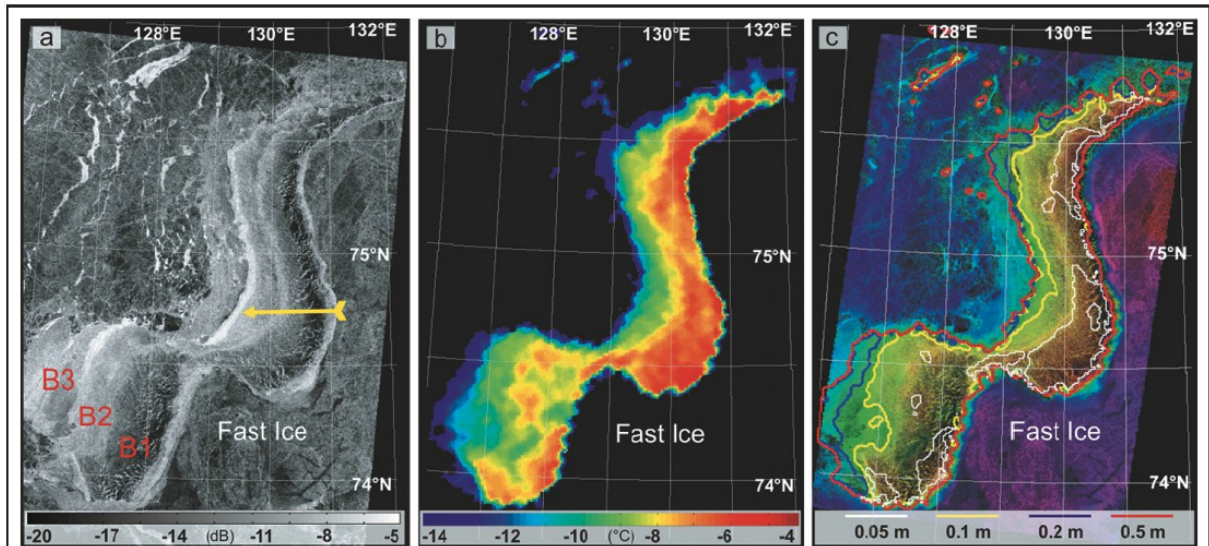 a
128°E
130°E
132°E
75°N
B3
B2
B1
Fast Ice
74°N
-20 -17 -14 (dB) -11 -8 -5
b
128°E
130°E
132°E
75°N
Fast Ice
74°N
-14 -12 -10 (°C) -8 -6 -4
c
128°E
130°E
132°E
75°N
Fast Ice
74°N
0.05 m 0.1 m 0.2 m 0.5 m